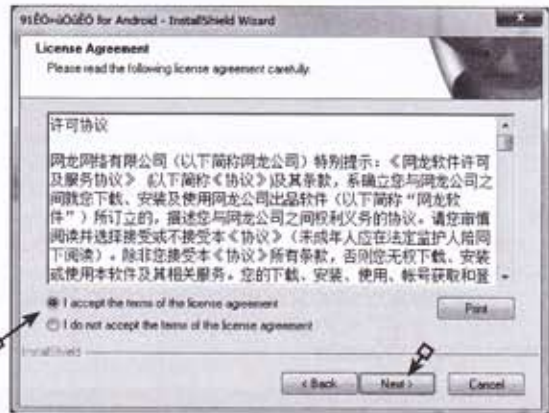 91ÊÖ»úÖúÊÖ for Android - InstallShield Wizard
License Agreement
Please read the following license agreement carefully.
许可协议
网龙网络有限公司（以下简称网龙公司）特别提示：《网龙软件许可
及服务协议》（以下简称《协议》)及其条款，系确立您与网龙公司之
间就您下载、安装及使用网龙公司出品软件（以下简称“网龙软
件”）所订立的，描述您与网龙公司之间权利义务的协议。请您审慎
阅读并选择接受或不接受本《协议》（未成年人应在法定监护人陪同
下阅读）。除非您接受本《协议》所有条款，否则您无权下载、安装
或使用本软件及其相关服务。您的下载、安装、使用、帐号获取和登
I accept the terms of the license agreement
Print
I do not accept the terms of the license agreement
InstallShield
< Back
Next >
Cancel